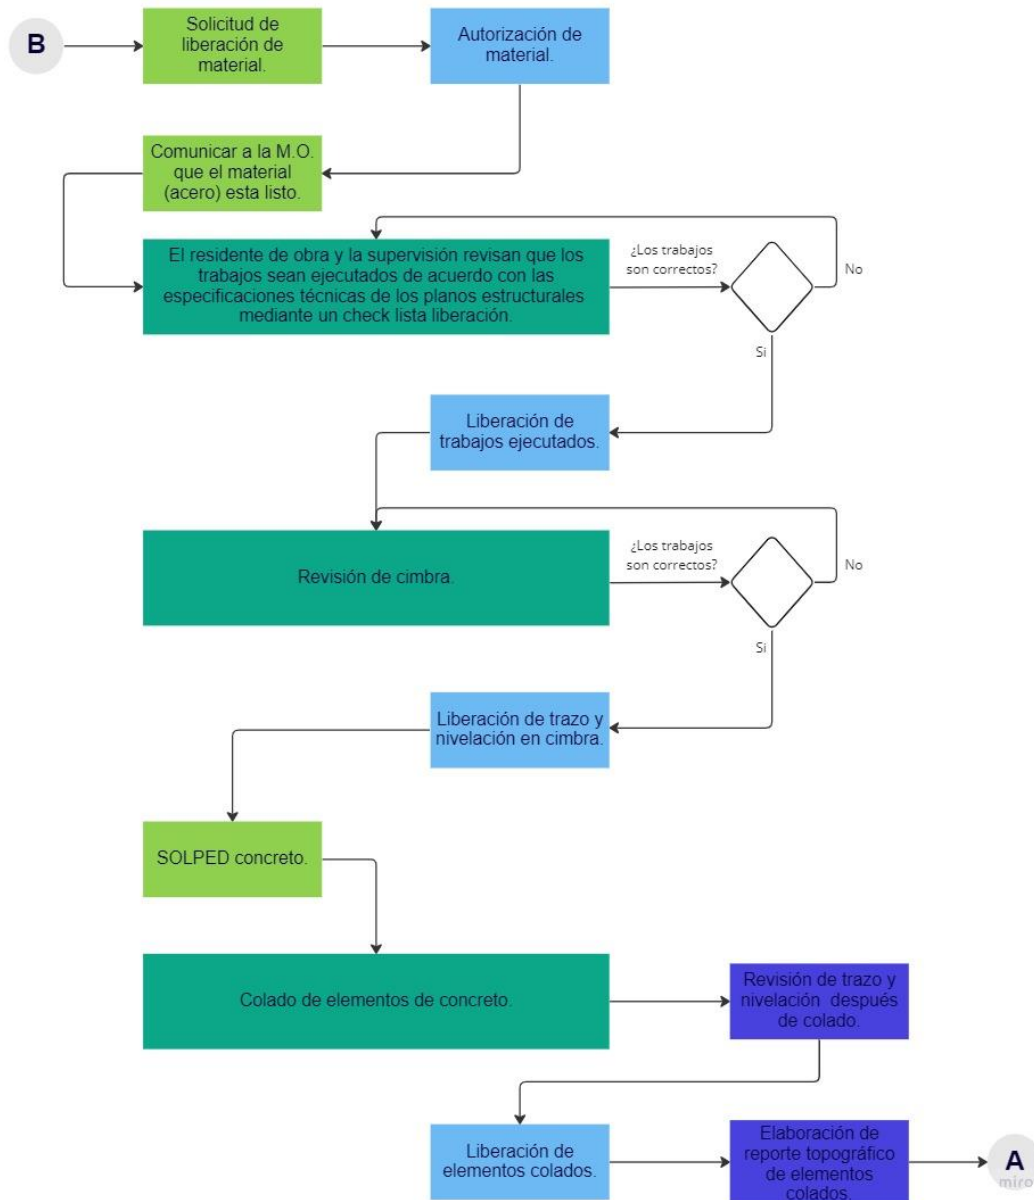 B
Solicitud de
liberación de
material.
Autorización de
material.
Comunicar a la M.O.
que el material
(acero) esta listo.
El residente de obra y la supervisión revisan que los
trabajos sean ejecutados de acuerdo con las
especificaciones técnicas de los planos estructurales
mediante un check lista liberación.
¿Los trabajos
son correctos?
No
Si
Liberación de
trabajos ejecutados.
Revisión de cimbra.
¿Los trabajos
son correctos?
No
Si
Liberación de trazo y
nivelación en cimbra.
SOLPED concreto.
Colado de elementos de concreto.
Revisión de trazo y
nivelación después
de colado.
Liberación de
elementos colados.
Elaboración de
reporte topográfico
de elementos
colados.
A
miro